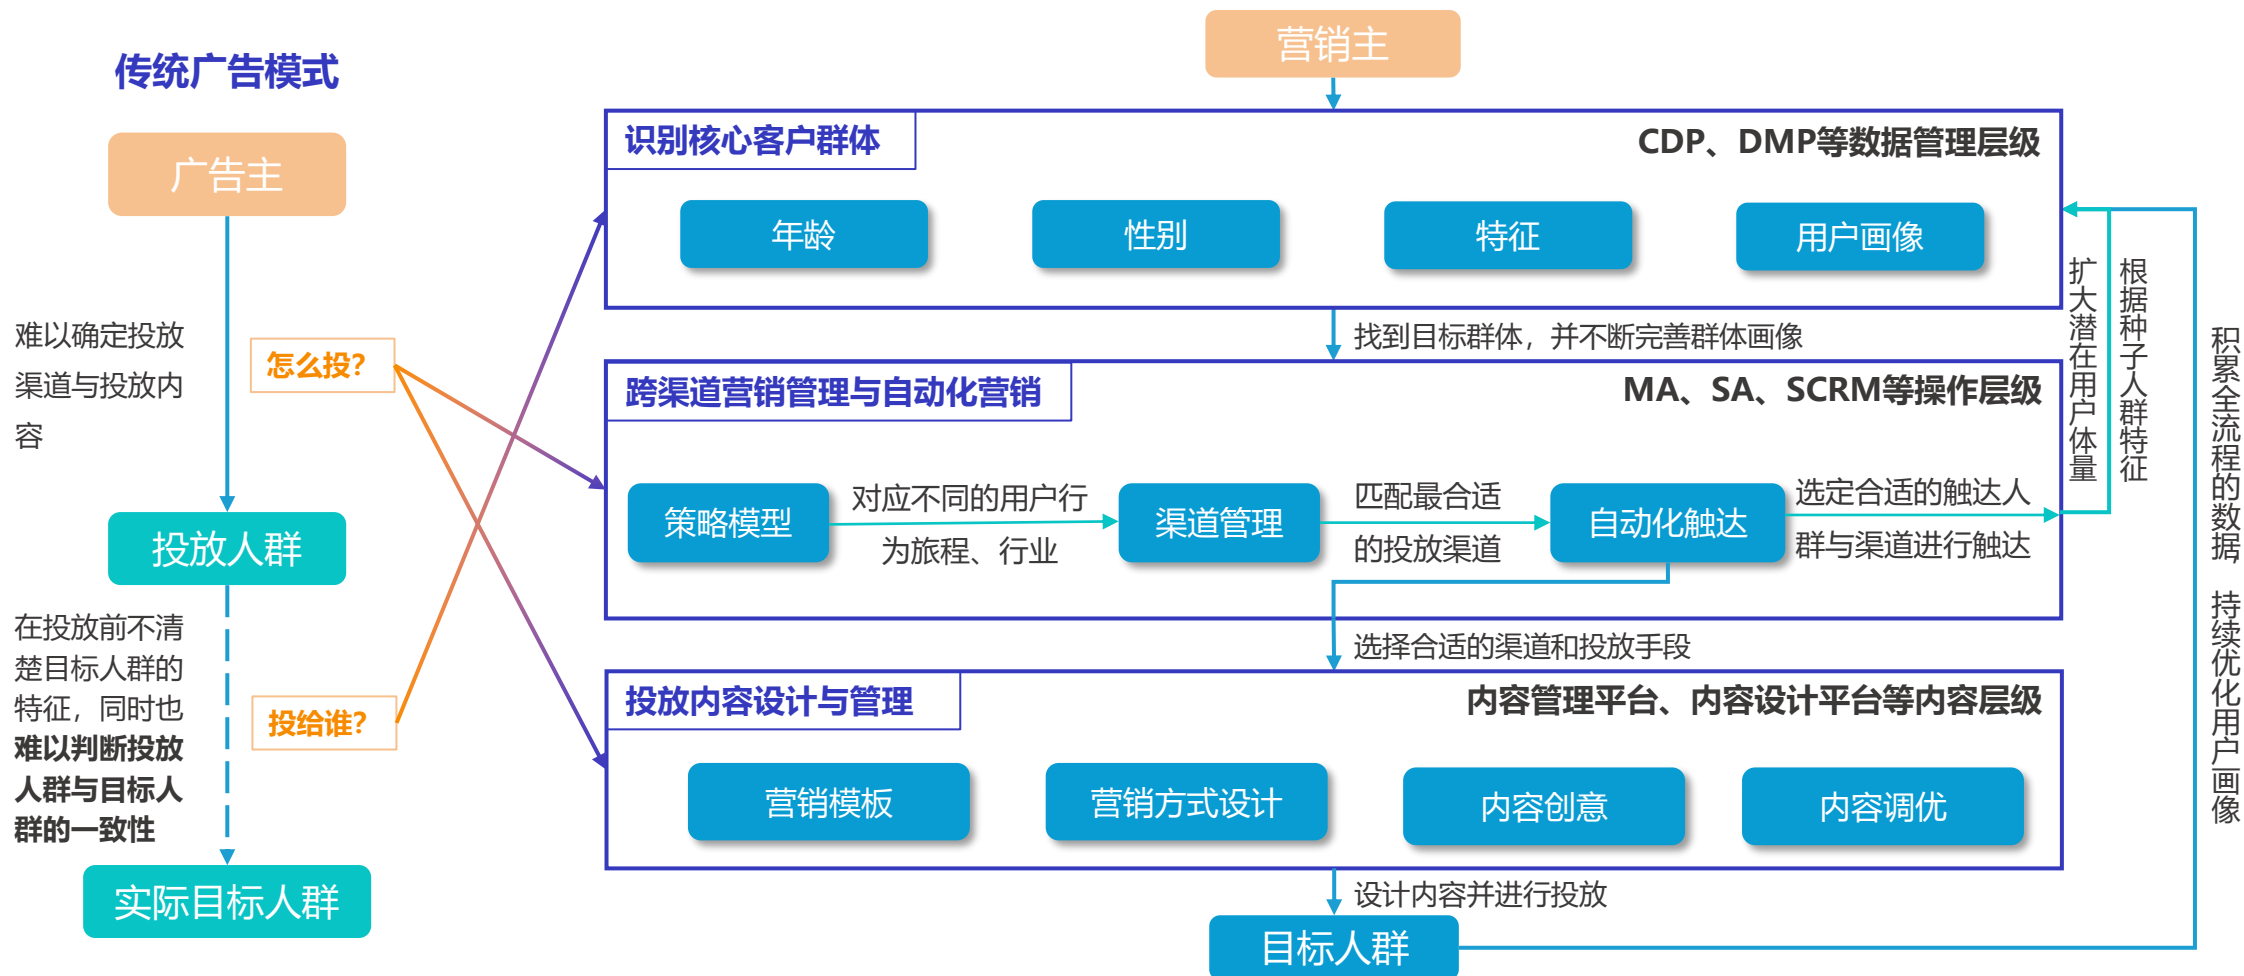 传统广告模式
广告主
难以确定投放
渠道与投放内
容
怎么投？
投放人群
在投放前不清
楚目标人群的
特征，同时也
难以判断投放
人群与目标人
群的一致性
投给谁？
实际目标人群
营销主
识别核心客户群体
CDP、DMP等数据管理层级
年龄
性别
特征
用户画像
找到目标群体，并不断完善群体画像
跨渠道营销管理与自动化营销
MA、SA、SCRM等操作层级
策略模型
对应不同的用户行
为旅程、行业
渠道管理
匹配最合适
的投放渠道
自动化触达
选定合适的触达人
群与渠道进行触达
选择合适的渠道和投放手段
投放内容设计与管理
内容管理平台、内容设计平台等内容层级
营销模板
营销方式设计
内容创意
内容调优
设计内容并进行投放
目标人群
根据种子人群特征
扩大潜在用户体量
积累全流程的数据，持续优化用户画像